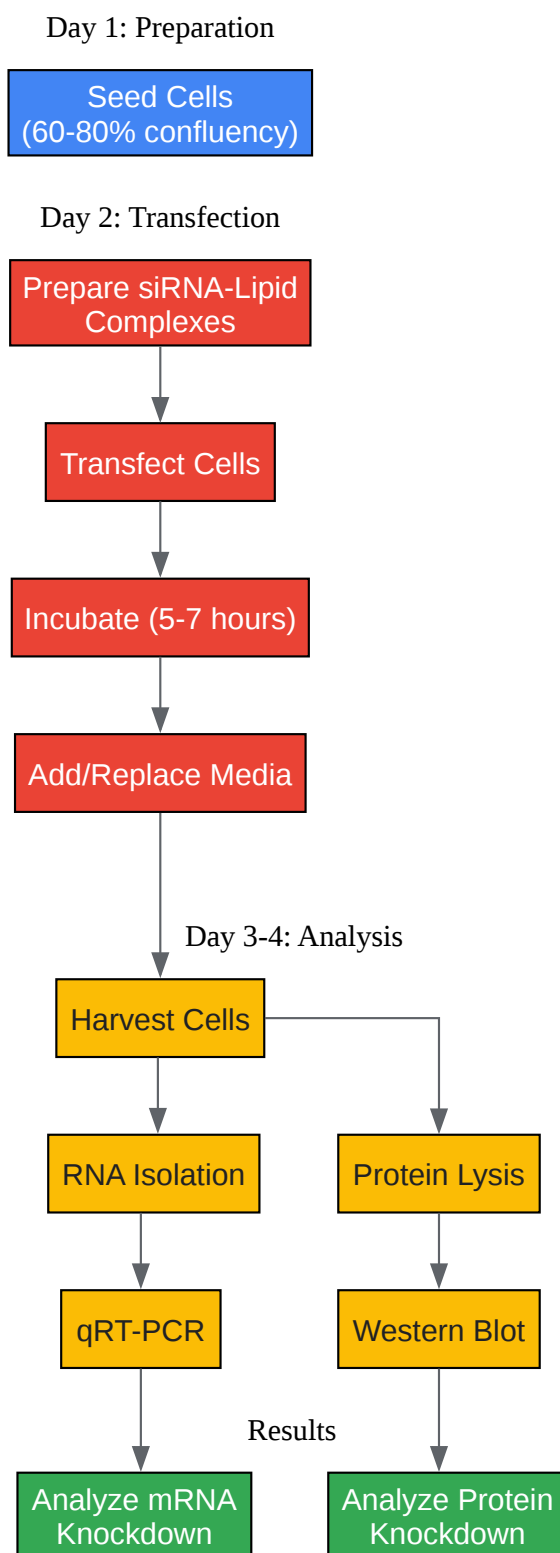 Day 1: Preparation
Seed Cells
(60-80% confluency)
Day 2: Transfection
Prepare siRNA-Lipid
Complexes
Transfect Cells
Incubate (5-7 hours)
Add/Replace Media
Day 3-4: Analysis
Harvest Cells
RNA Isolation
Protein Lysis
qRT-PCR
Western Blot
Results
Analyze mRNA
Knockdown
Analyze Protein
Knockdown